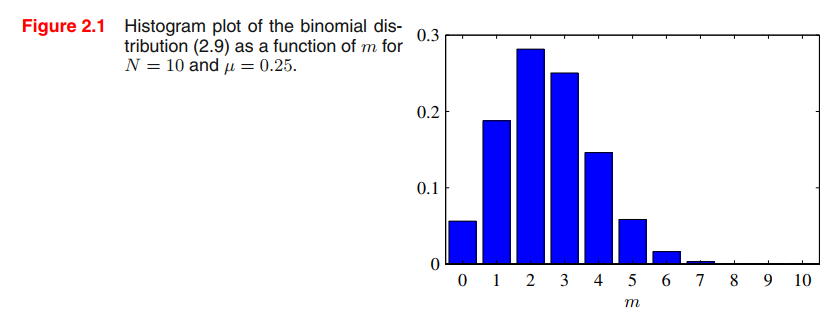 Figure 2.1 Histogram plot of the binomial dis-
tribution (2.9) as a function of m for
N = 10 and μ = 0.25.
0.3
0.2
0.1
0
0 1 2 3 4 5 6 7 8 9 10
m